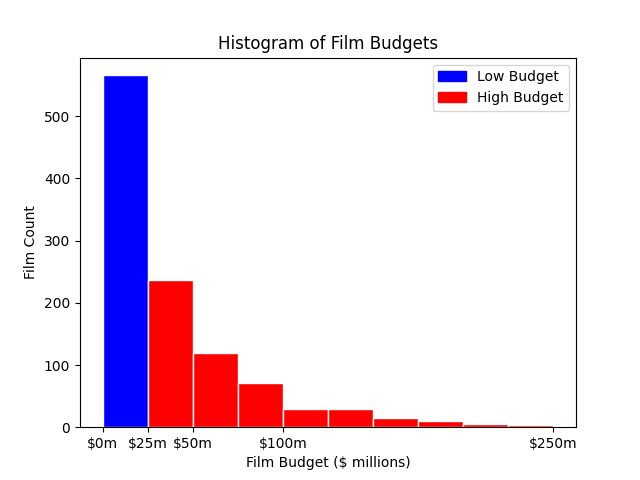 Histogram of Film Budgets
Low Budget
High Budget
Film Count
500
400
300
200
100
0
$0m
$25m
$50m
$100m
$250m
Film Budget ($ millions)